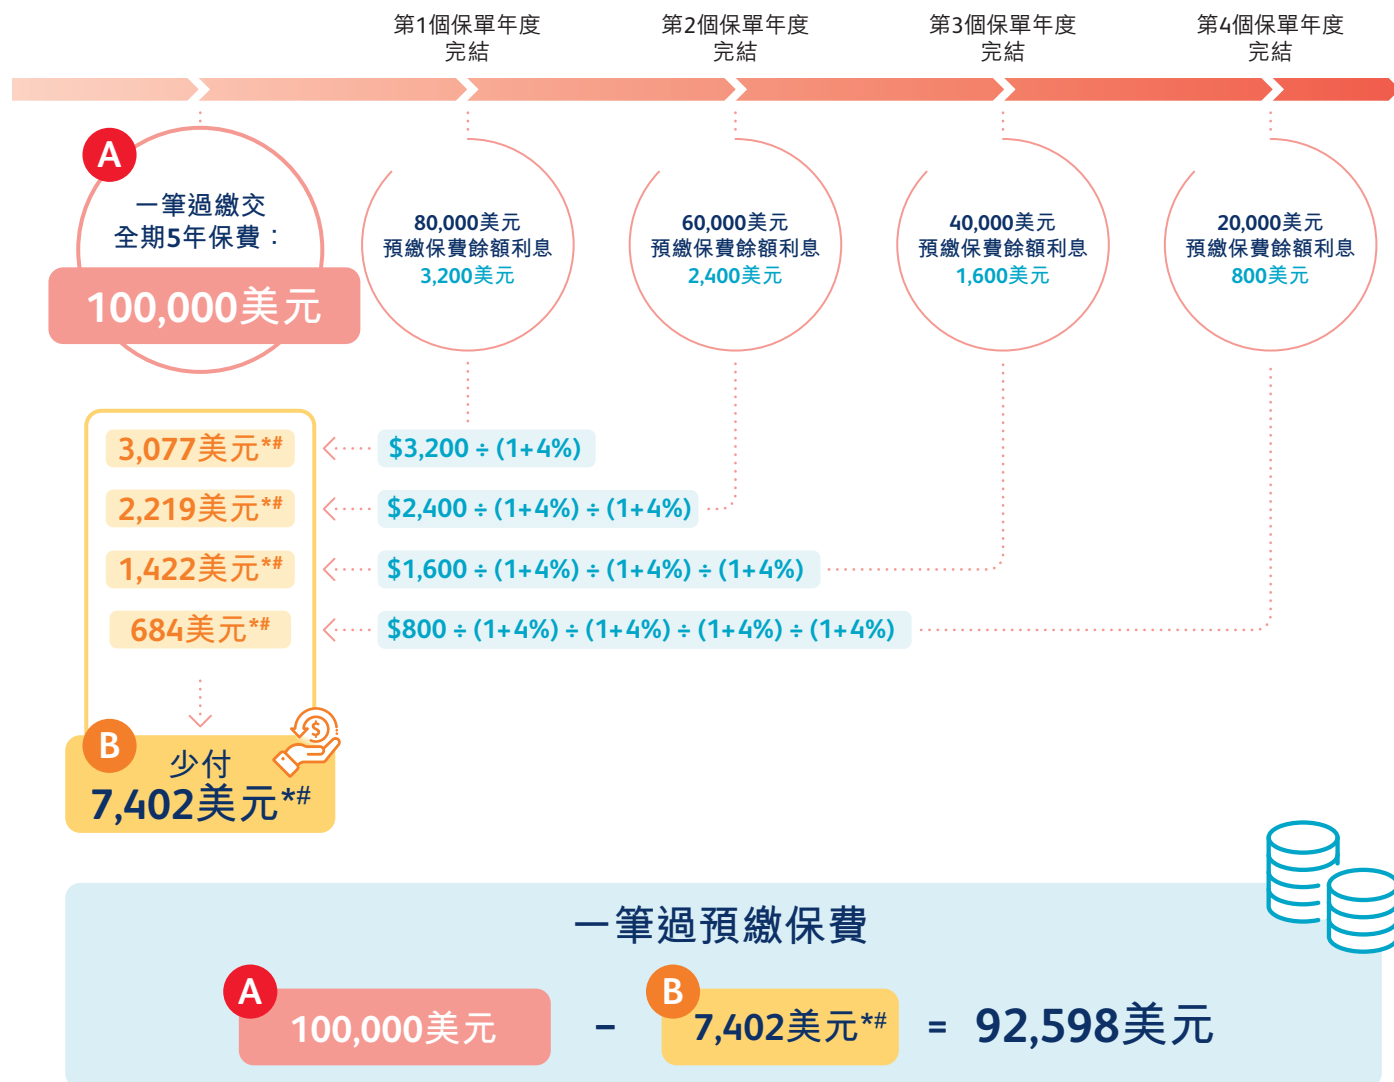 第1個保單年度
完結
第2個保單年度
完結
第3個保單年度
完結
第4個保單年度
完結
A
一筆過繳交
全期5年保費：
100,000美元
80,000美元
預繳保費餘額利息
3,200美元
60,000美元
預繳保費餘額利息
2,400美元
40,000美元
預繳保費餘額利息
1,600美元
20,000美元
預繳保費餘額利息
800美元
3,077美元*#
$3,200 ÷ (1+4%)
2,219美元*#
$2,400 ÷ (1+4%) ÷ (1+4%)
1,422美元*#
$1,600 ÷ (1+4%) ÷ (1+4%) ÷ (1+4%)
684美元*#
$800 ÷ (1+4%) ÷ (1+4%) ÷ (1+4%) ÷ (1+4%)
B
$
少付
7,402美元*#
一筆過預繳保費
A
100,000美元
–
B
7,402美元*#
=
92,598美元